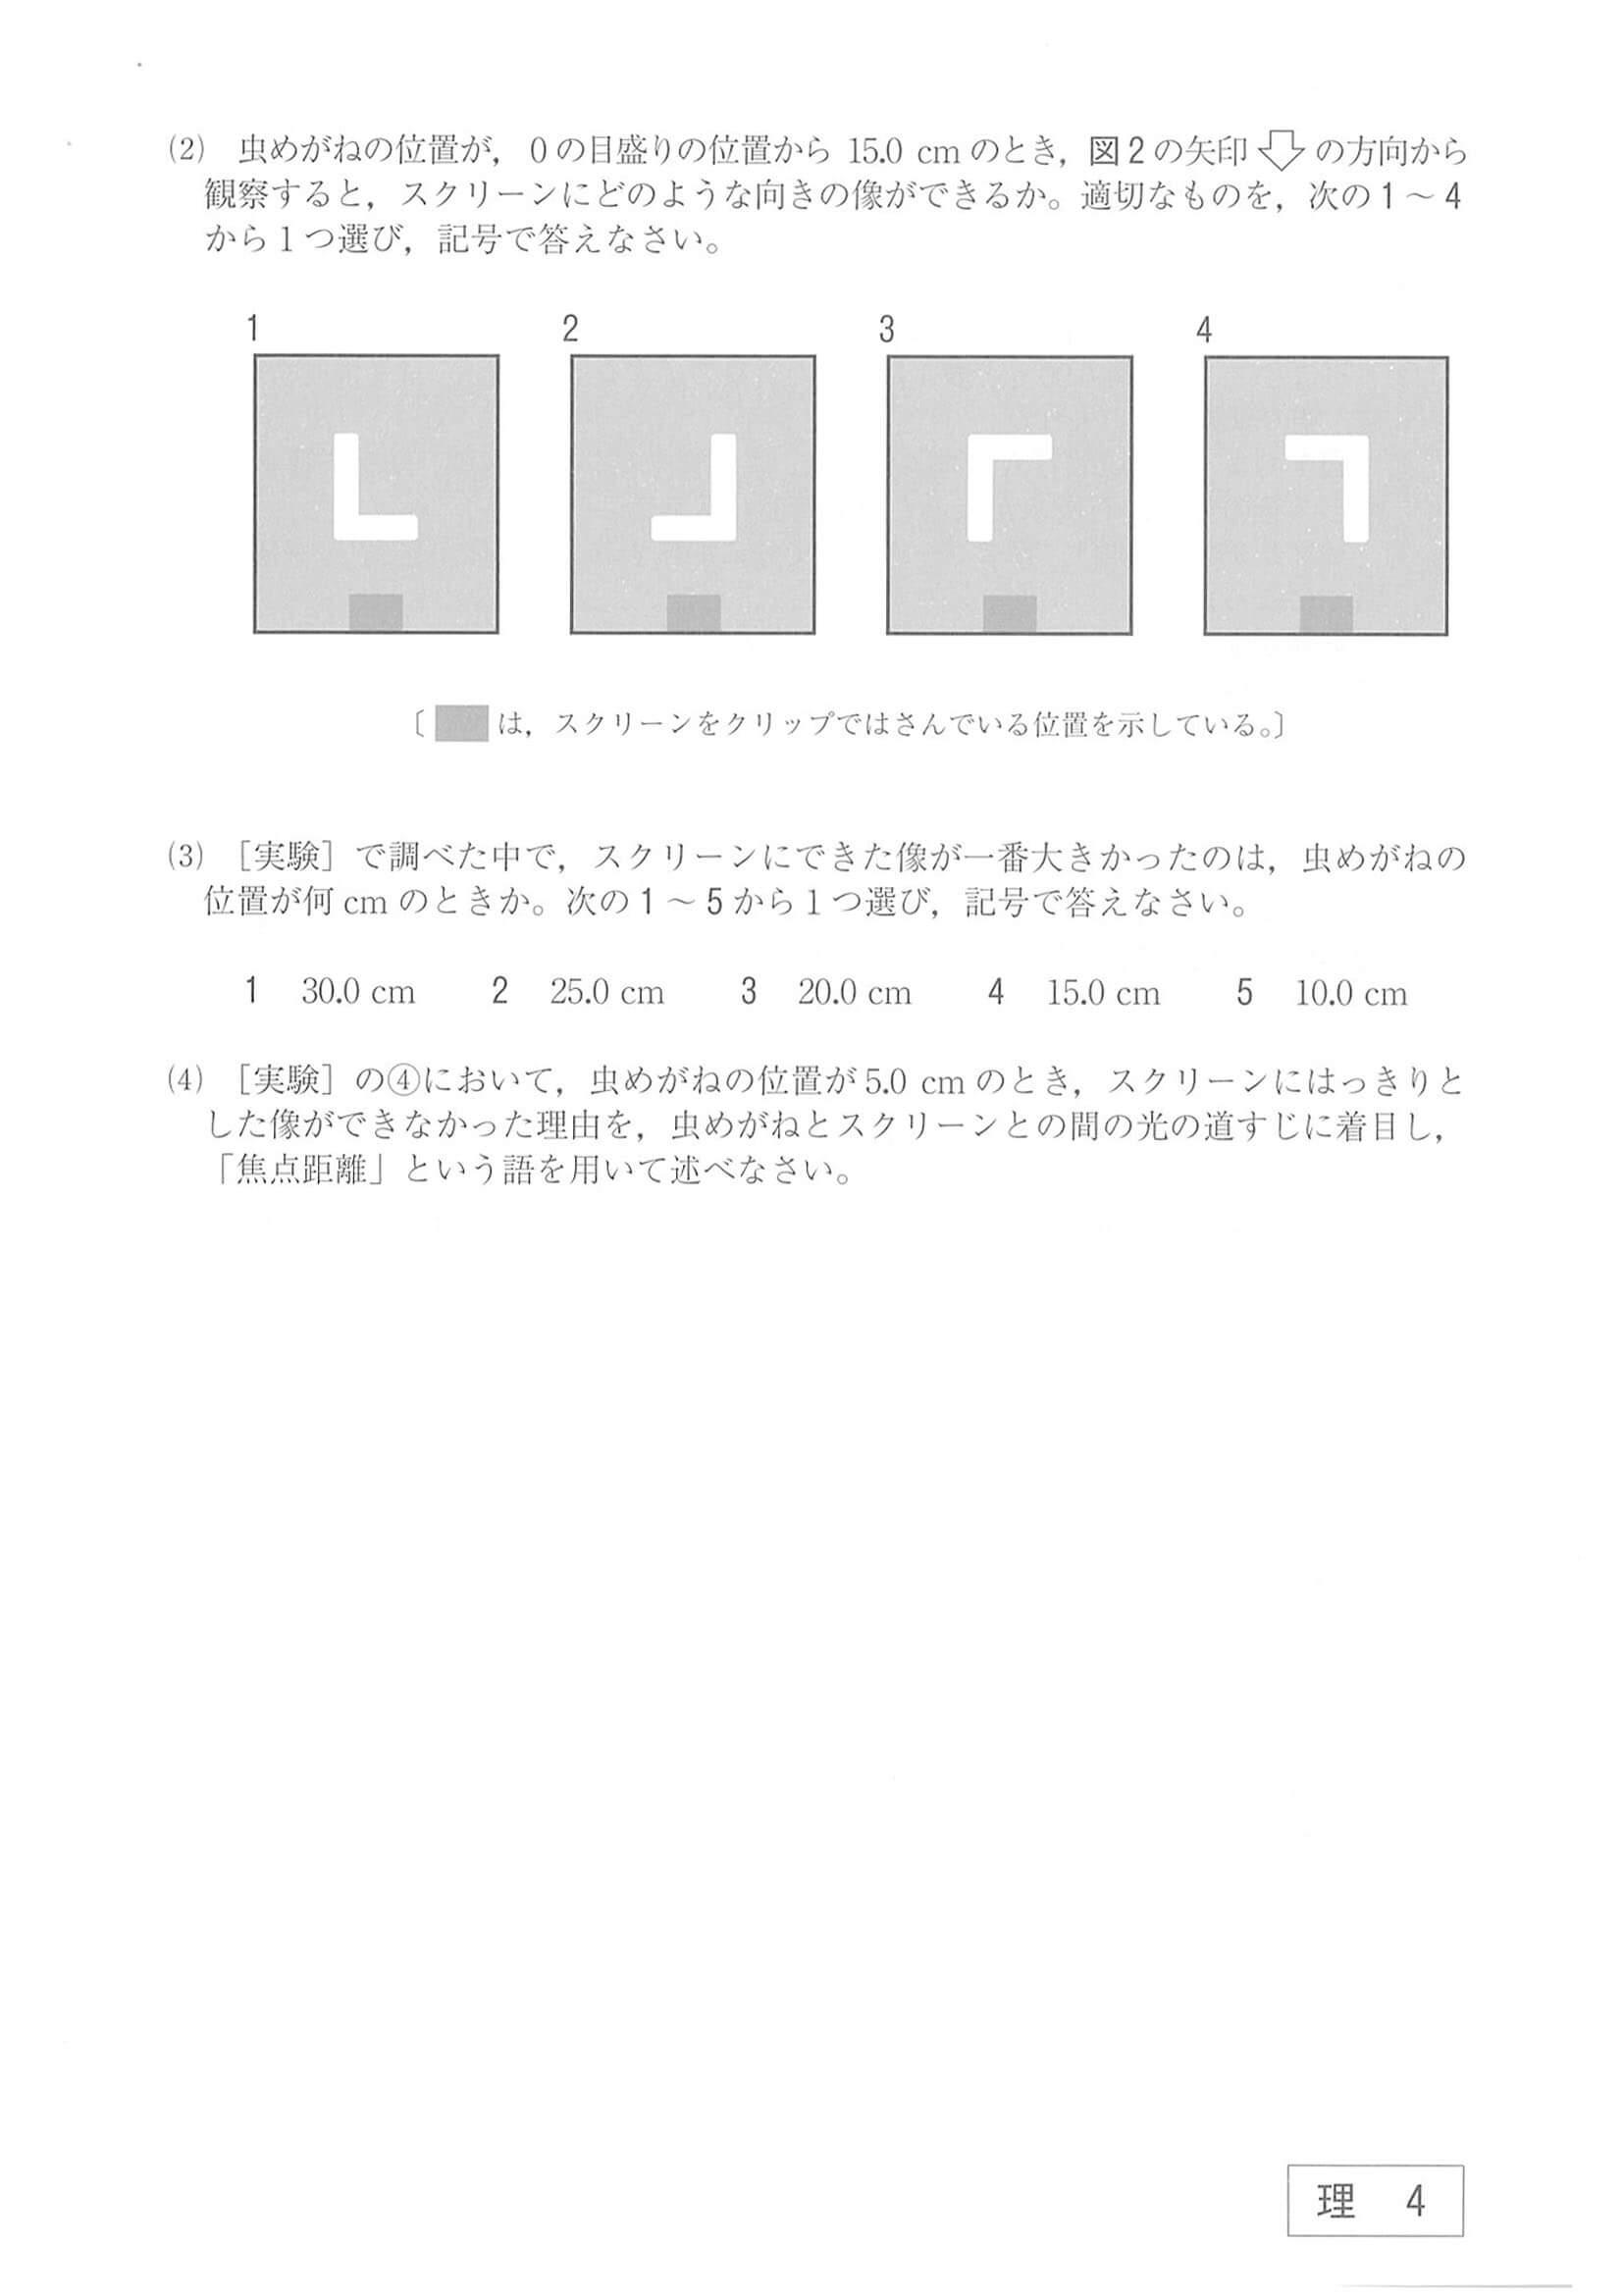 (2) 虫めがねの位置が，0の目盛りの位置から 15.0 cm のとき，図2の矢印⇩の方向から
観察すると，スクリーンにどのような向きの像ができるか。適切なものを，次の1～4
から1つ選び，記号で答えなさい。
1 2 3 4
〔 は，スクリーンをクリップではさんでいる位置を示している。〕
(3) ［実験］で調べた中で，スクリーンにできた像が一番大きかったのは，虫めがねの
位置が何 cm のときか。次の1～5から1つ選び，記号で答えなさい。
1 30.0 cm 2 25.0 cm 3 20.0 cm 4 15.0 cm 5 10.0 cm
(4) ［実験］の④において，虫めがねの位置が5.0 cm のとき，スクリーンにはっきりと
した像ができなかった理由を，虫めがねとスクリーンとの間の光の道すじに着目し，
「焦点距離」という語を用いて述べなさい。
理 4